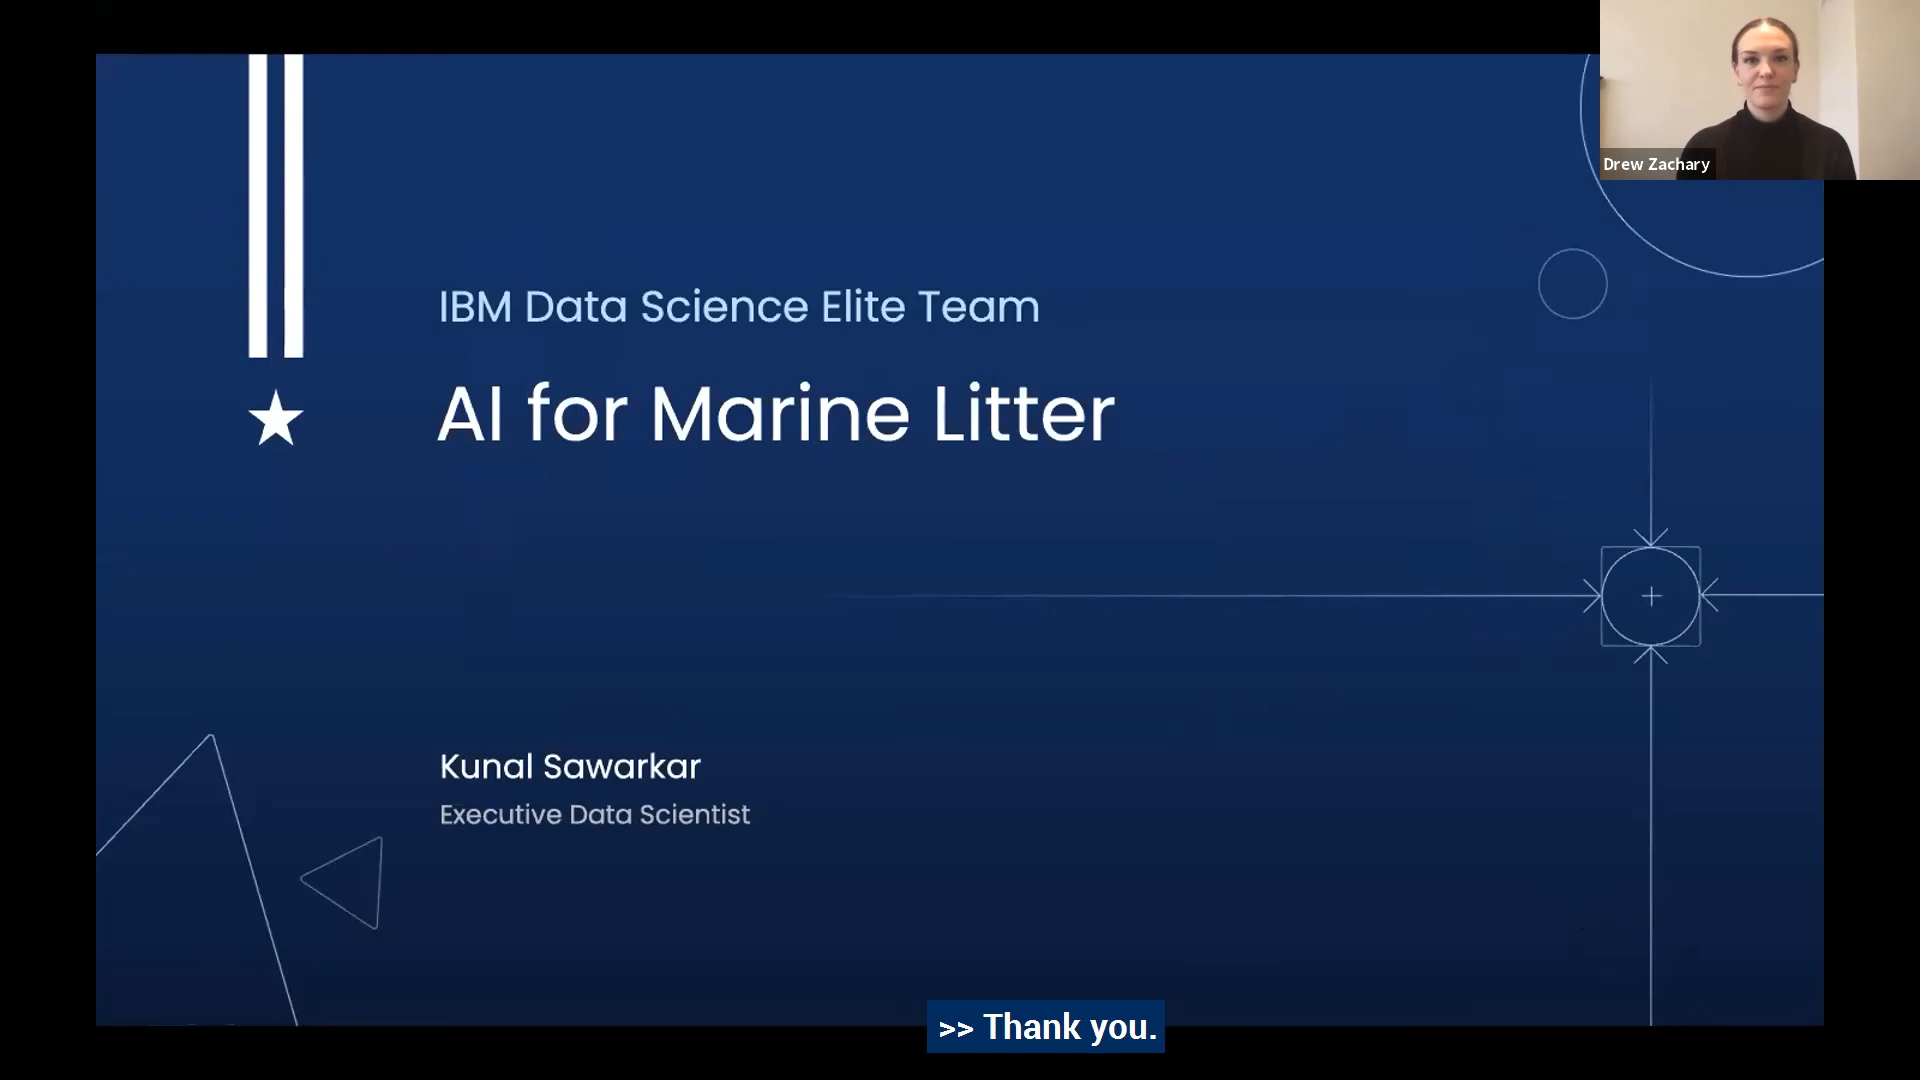 Drew Zachary
IBM Data Science Elite Team
AI for Marine Litter
Kunal Sawarkar
Executive Data Scientist
>> Thank you.